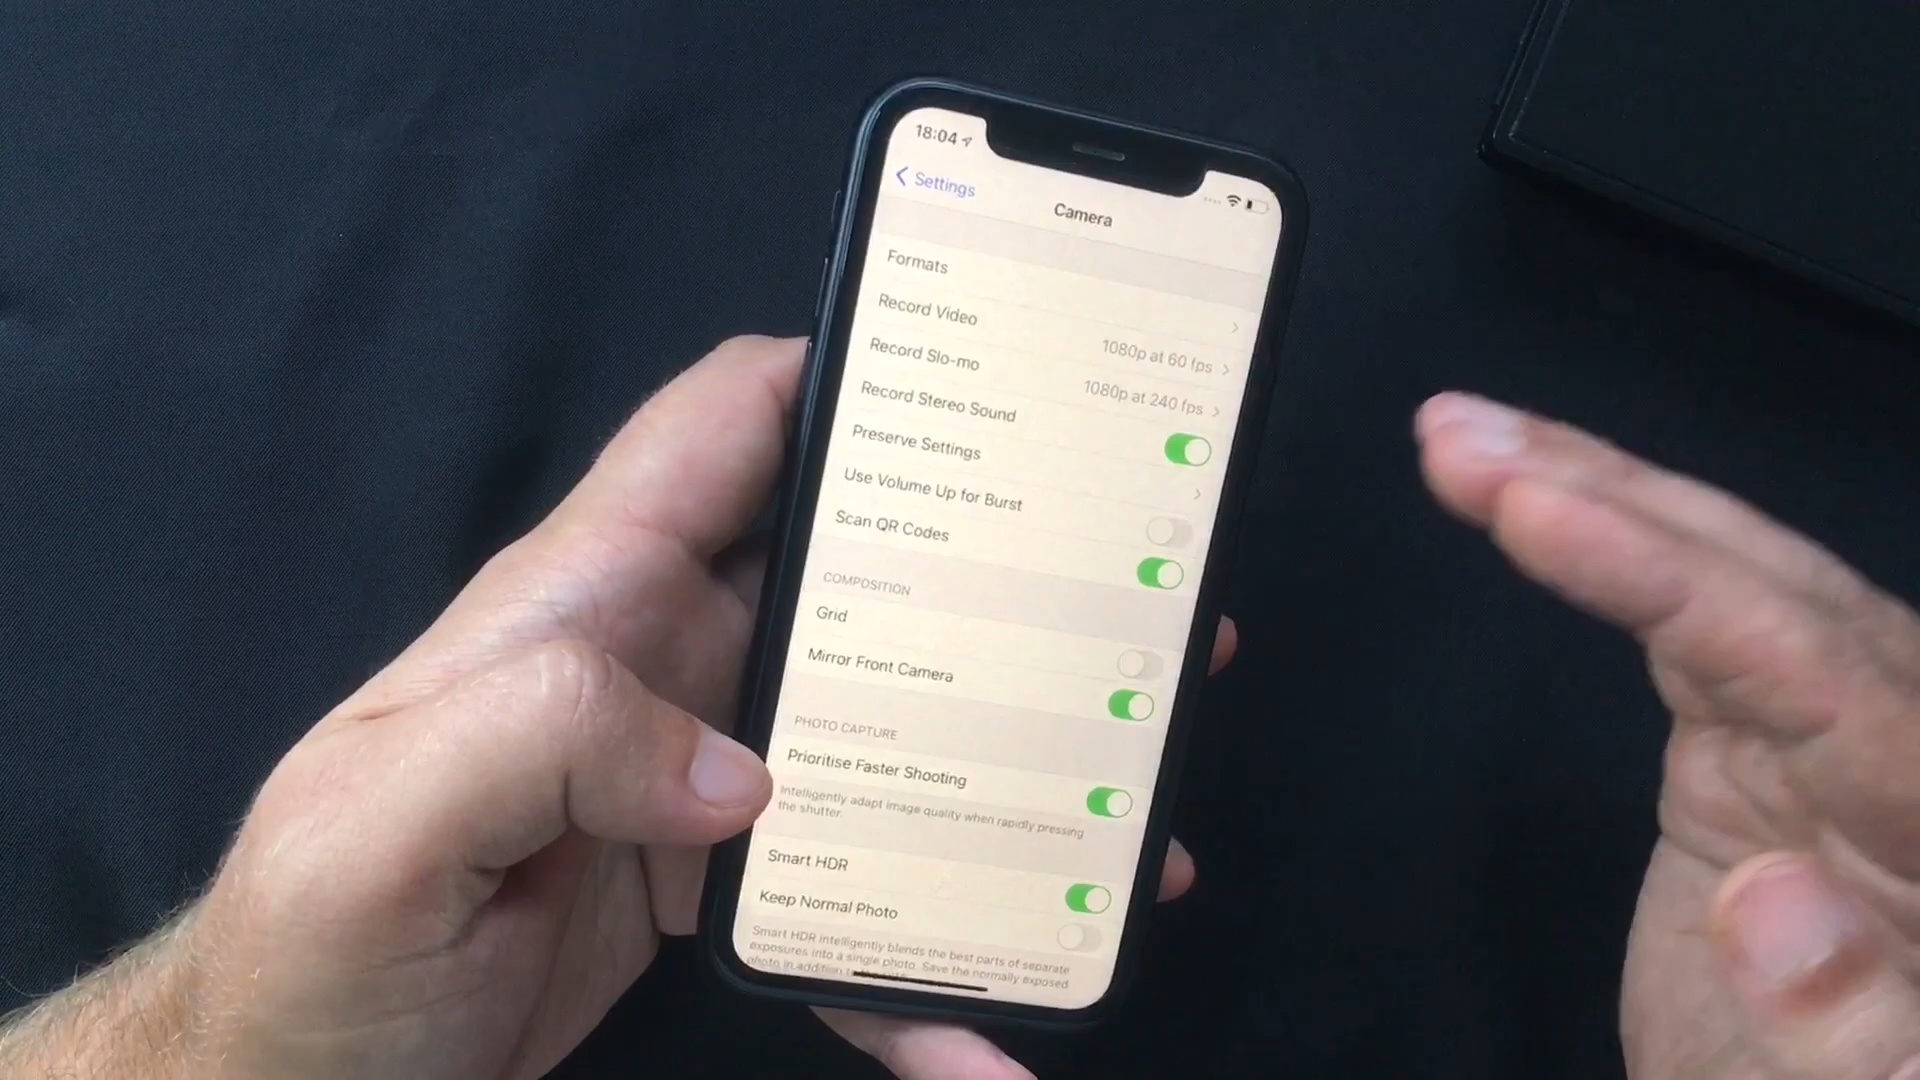 18:04
Settings
Camera
Formats
Record Video
1080p at 60 fps
Record Slo-mo
1080p at 240 fps
Record Stereo Sound
Preserve Settings
Use Volume Up for Burst
Scan QR Codes
COMPOSITION
Grid
Mirror Front Camera
PHOTO CAPTURE
Prioritise Faster Shooting
Intelligently adapt image quality when rapidly pressing
the shutter.
Smart HDR
Keep Normal Photo
Smart HDR intelligently blends the best parts of separate
exposures into a single photo. Save the normally exposed
photo in addition